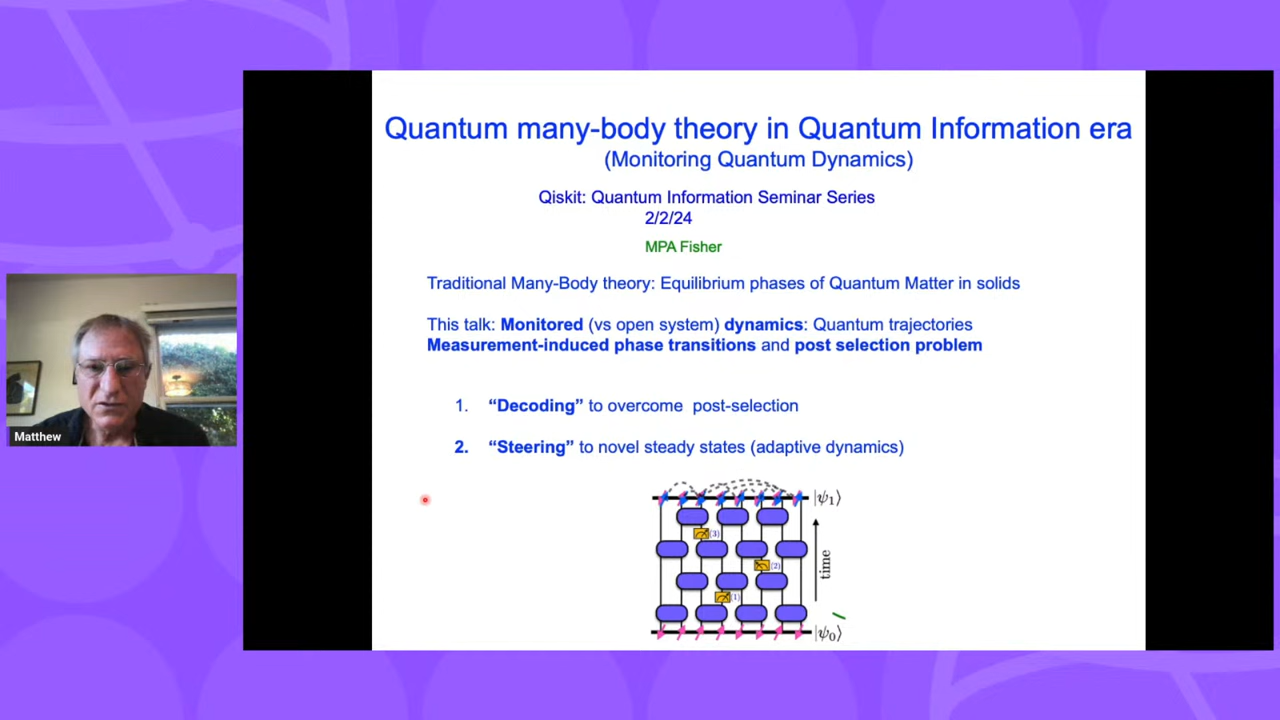 Quantum many-body theory in Quantum Information era
(Monitoring Quantum Dynamics)
Qiskit: Quantum Information Seminar Series
2/2/24
MPA Fisher
Traditional Many-Body theory: Equilibrium phases of Quantum Matter in solids
This talk: Monitored (vs open system) dynamics: Quantum trajectories
Measurement-induced phase transitions and post selection problem
1. “Decoding” to overcome post-selection
2. “Steering” to novel steady states (adaptive dynamics)
Matthew
|ψ₁⟩
(3)
(2)
time
(1)
|ψ₀⟩